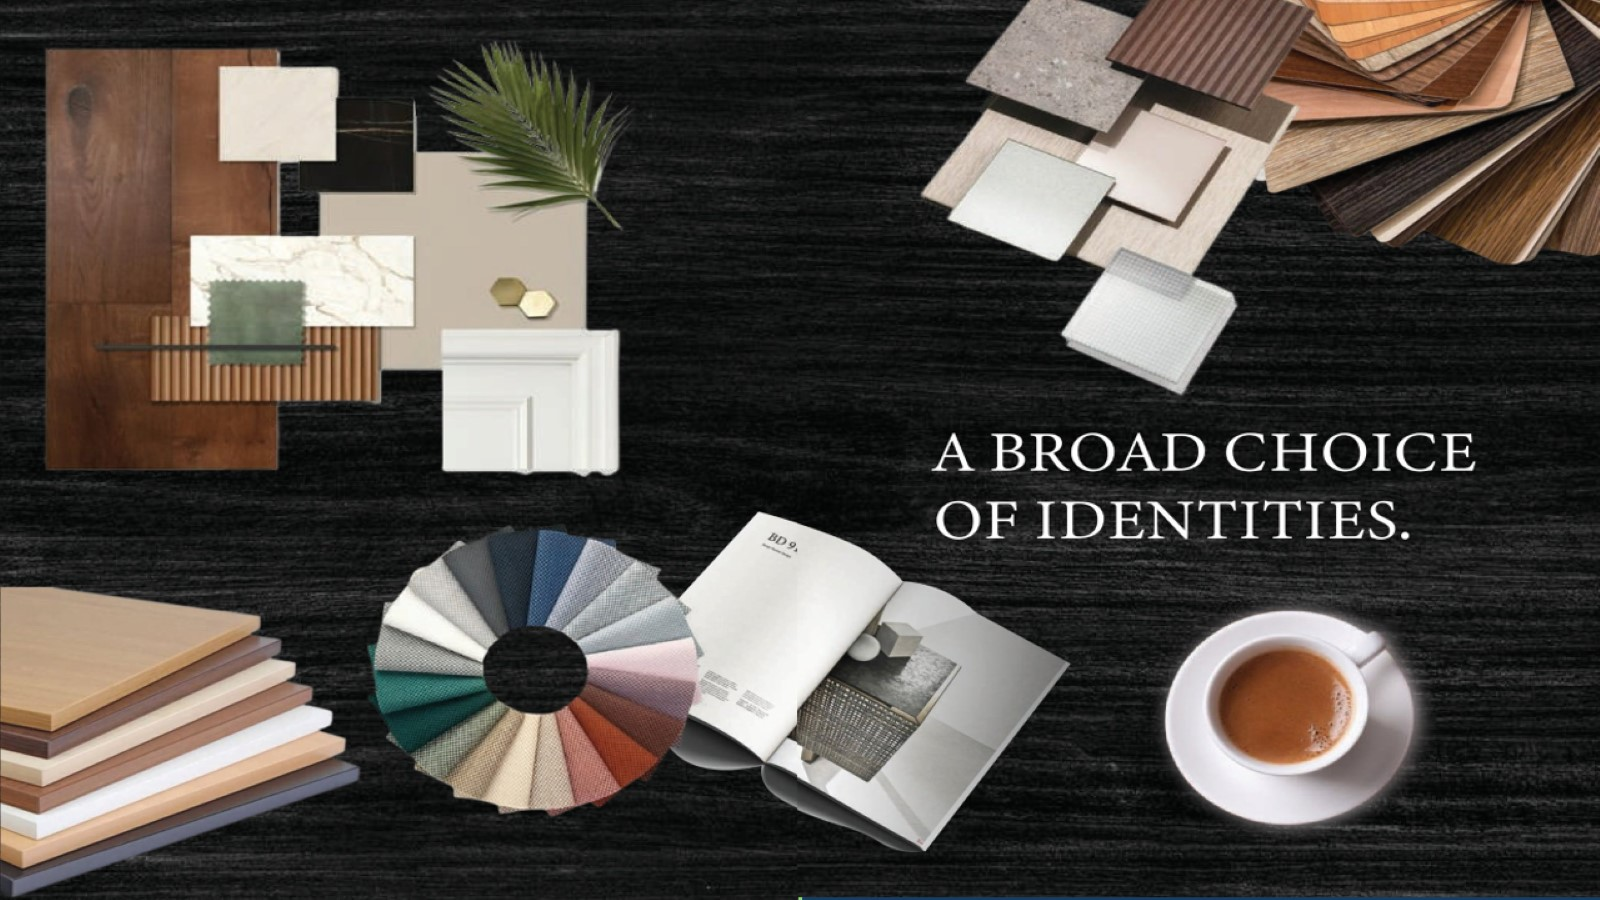 A BROAD CHOICE
OF IDENTITIES.
BD 9